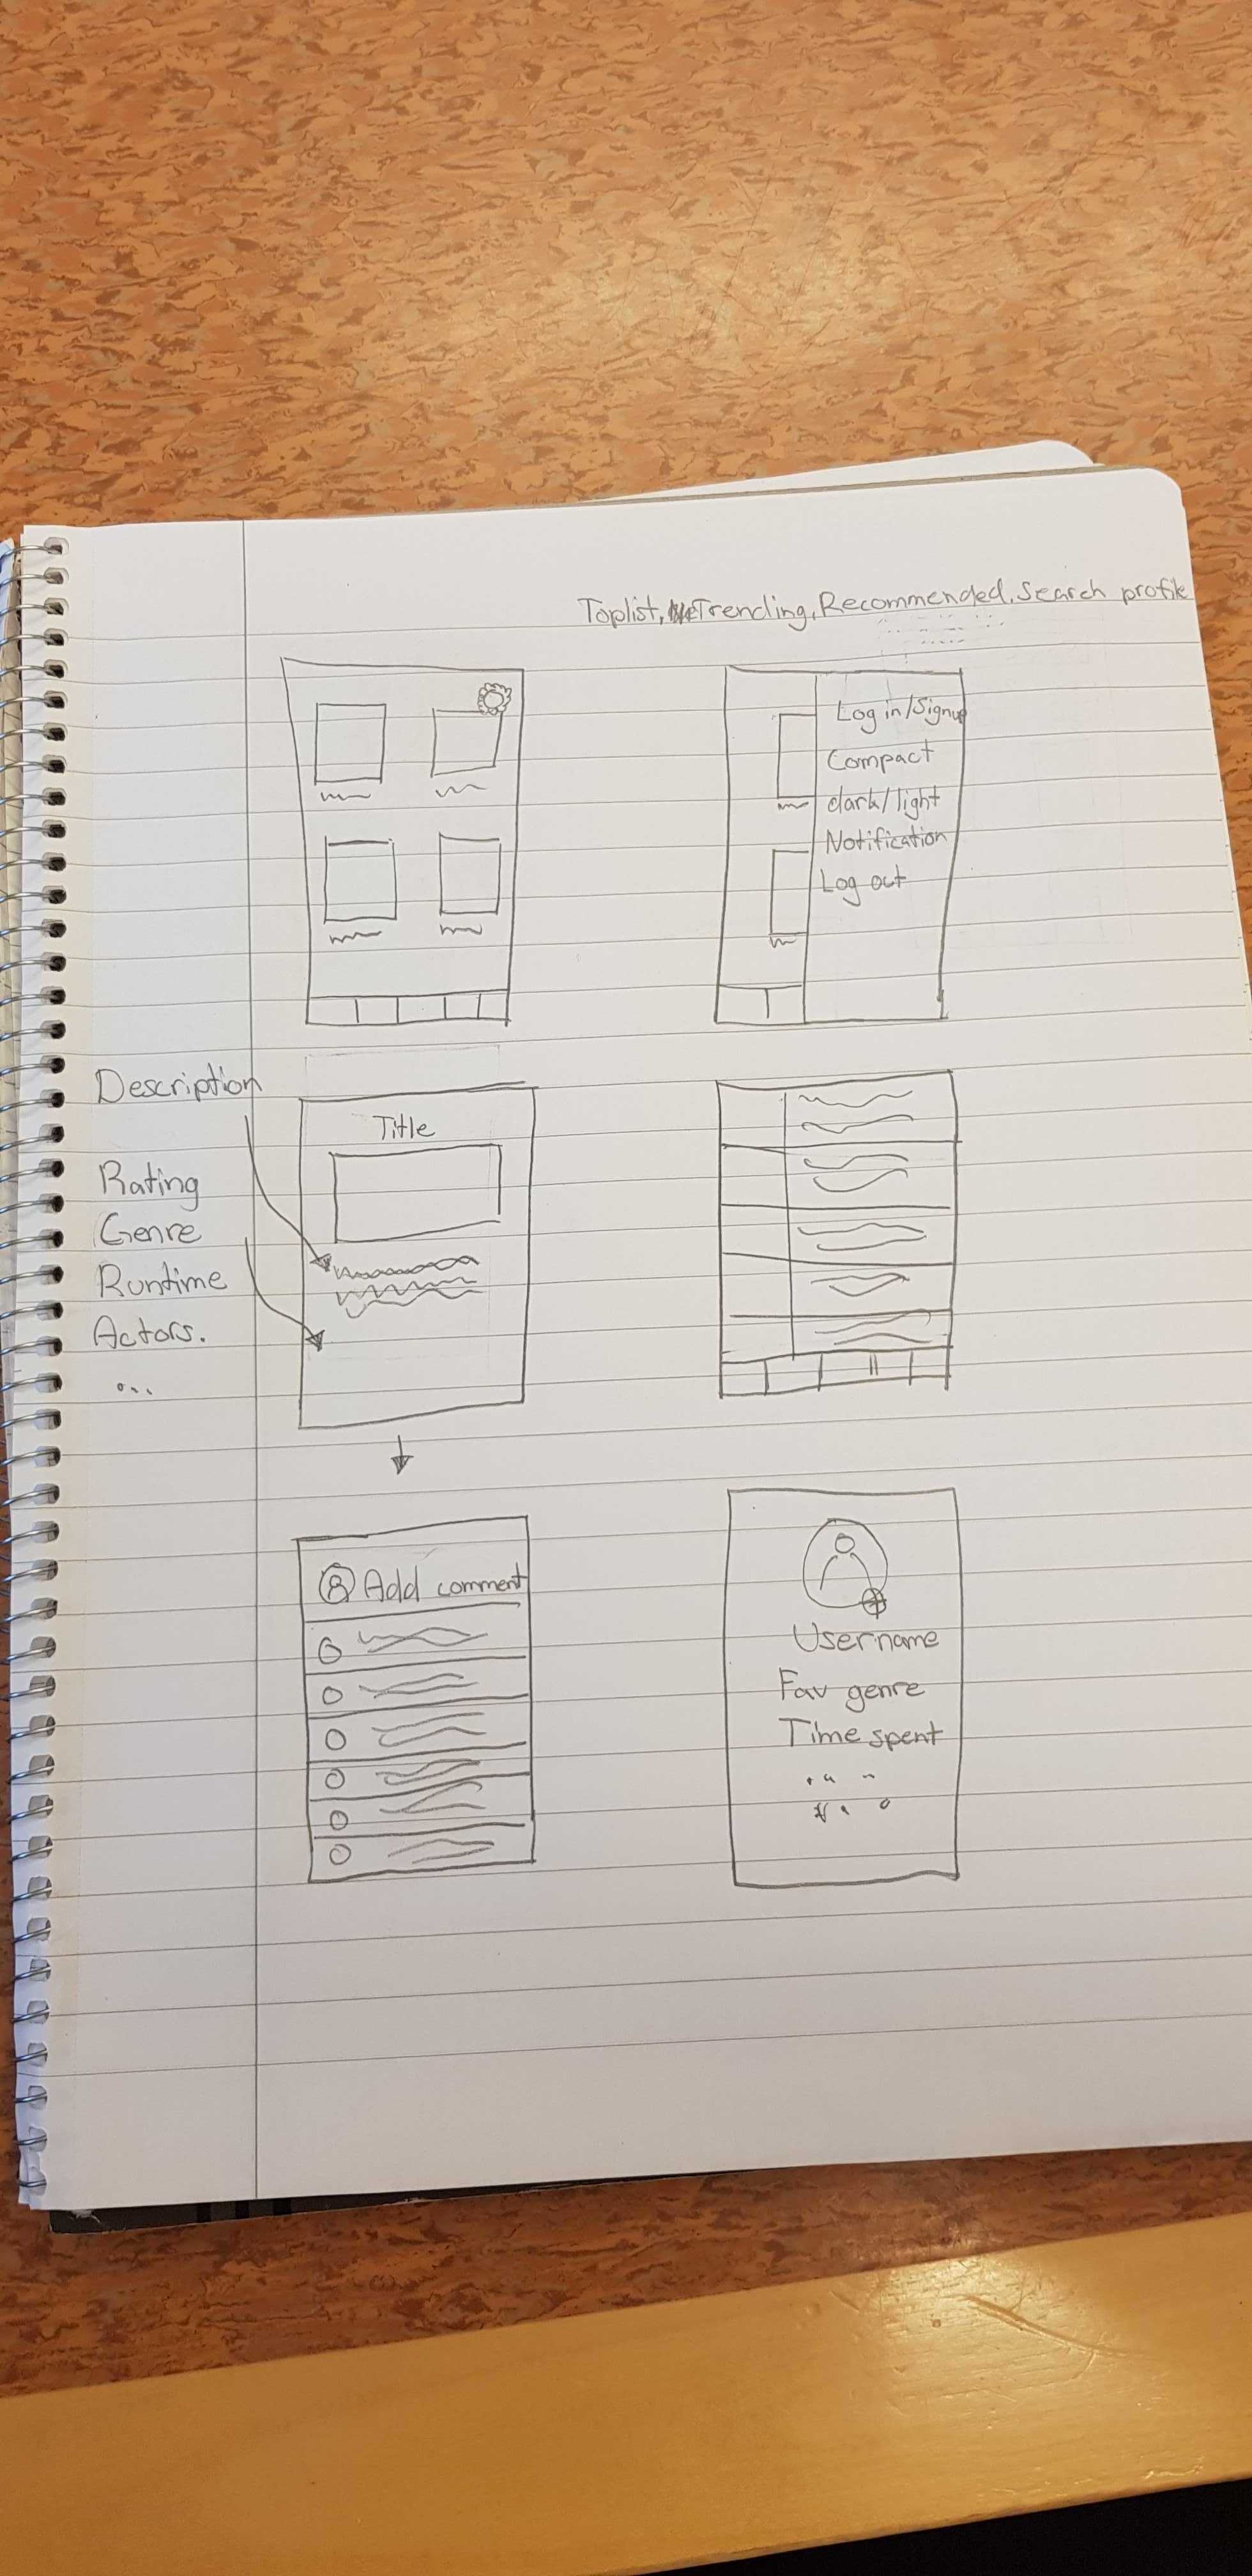 Toplist, Trending, Recommended. Search profile
Log in/Signup
Compact
dark/light
Notification
Log out
Description
Rating
Genre
Runtime
Actors.
...
Title
Add comment
Username
Fav genre
Time spent